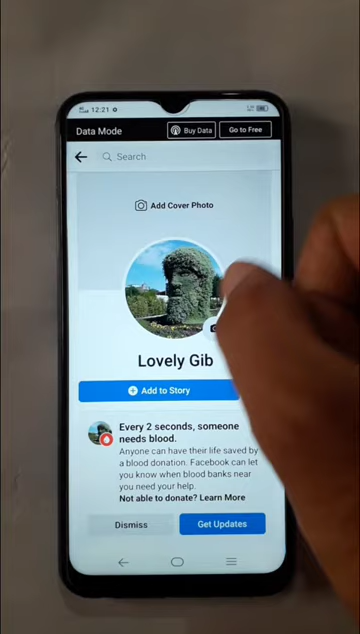 12:21
Data Mode
Buy Data
Go to Free
Search
Add Cover Photo
Lovely Gib
Add to Story
Every 2 seconds, someone
needs blood.
Anyone can have their life saved by
a blood donation. Facebook can let
you know when blood banks near
you need your help.
Not able to donate? Learn More
Dismiss
Get Updates